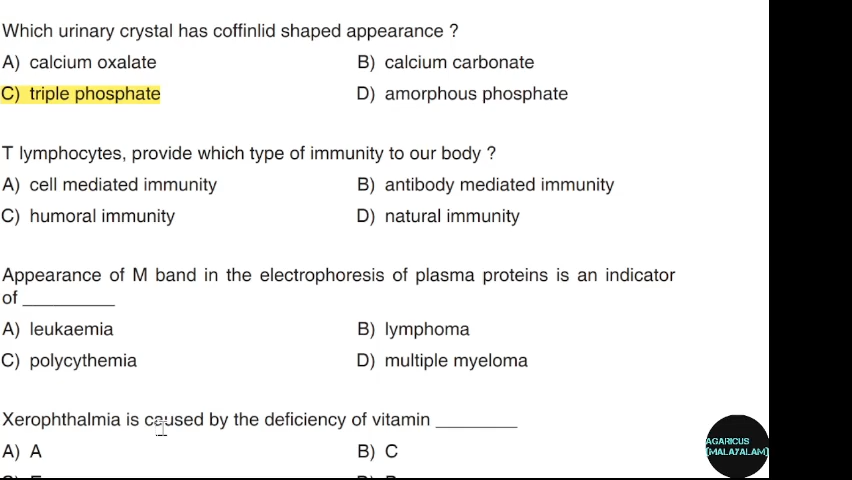 Which urinary crystal has coffinlid shaped appearance ?
A) calcium oxalate B) calcium carbonate
C) triple phosphate D) amorphous phosphate
T lymphocytes, provide which type of immunity to our body ?
A) cell mediated immunity B) antibody mediated immunity
C) humoral immunity D) natural immunity
Appearance of M band in the electrophoresis of plasma proteins is an indicator
of _________
A) leukaemia B) lymphoma
C) polycythemia D) multiple myeloma
Xerophthalmia is caused by the deficiency of vitamin ________
A) A B) C
AGARICUS
(MALAYALAM)